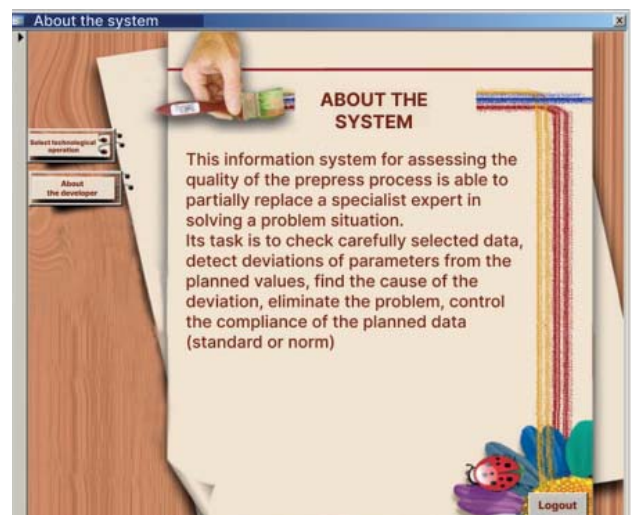 About the system
ABOUT THE
SYSTEM
Select technological
operation
About
the developer
This information system for assessing the
quality of the prepress process is able to
partially replace a specialist expert in
solving a problem situation.
Its task is to check carefully selected data,
detect deviations of parameters from the
planned values, find the cause of the
deviation, eliminate the problem, control
the compliance of the planned data
(standard or norm)
Logout